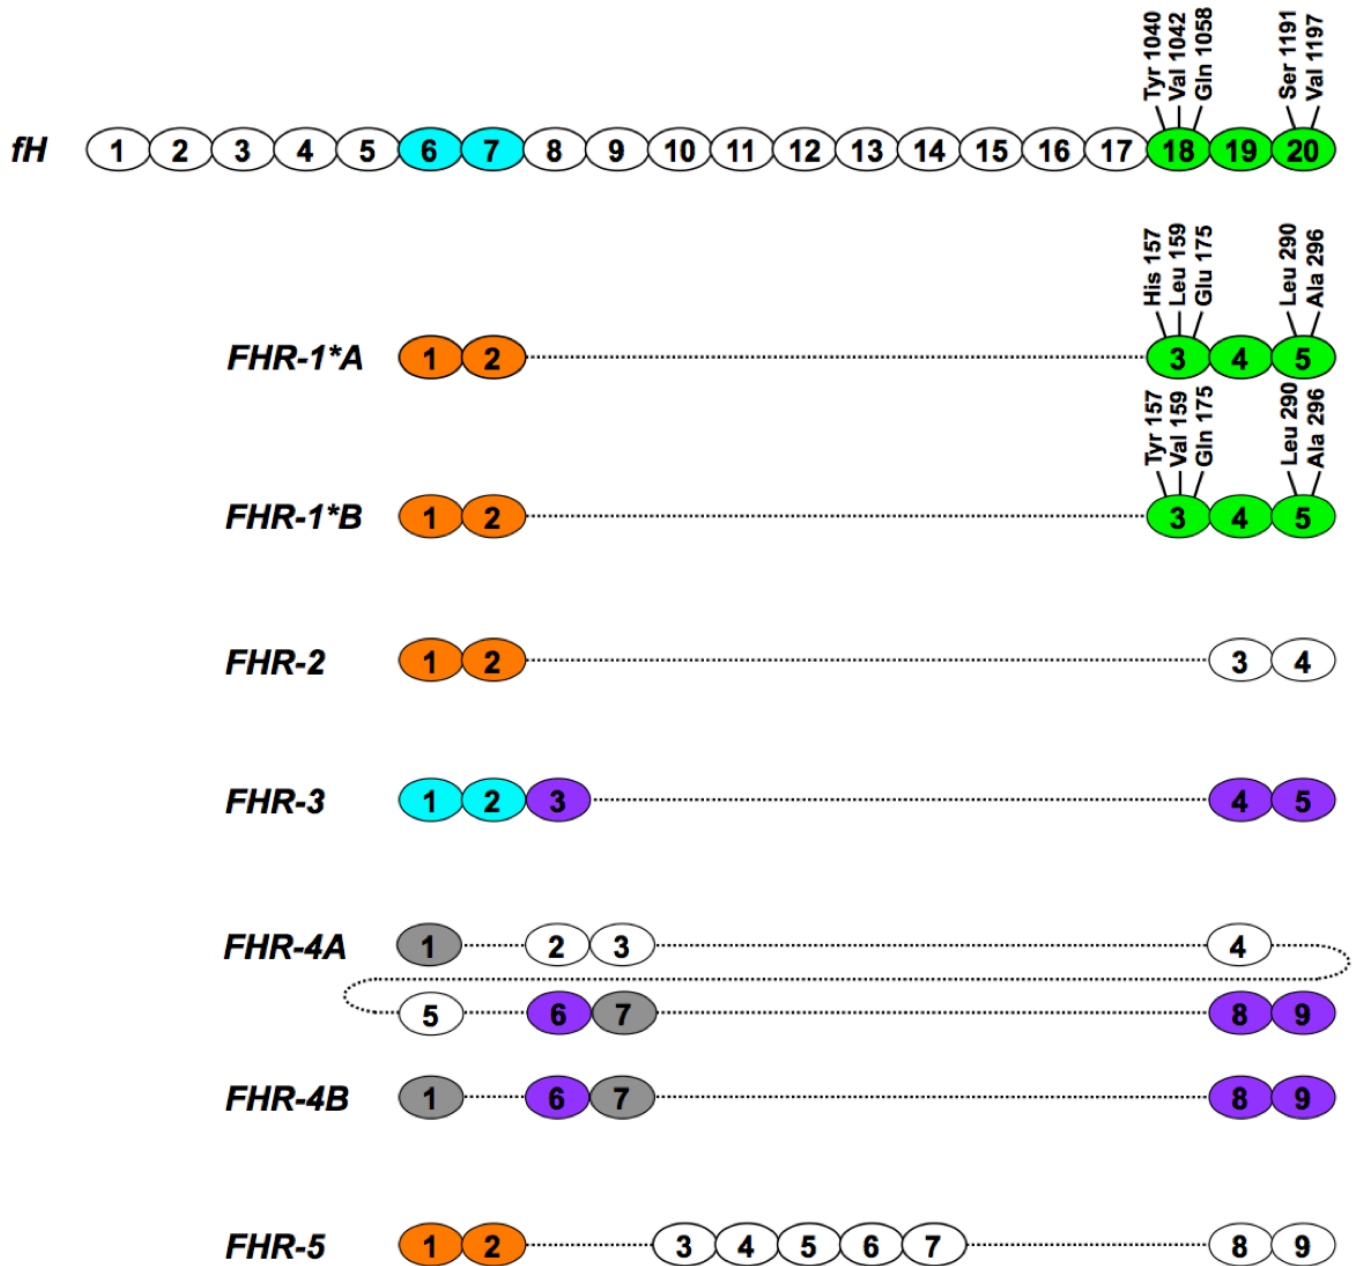 Tyr 1040 Val 1042 Gln 1058 Ser 1191 Val 1197
fH 1 2 3 4 5 6 7 8 9 10 11 12 13 14 15 16 17 18 19 20
His 157 Leu 159 Glu 175 Leu 290 Ala 296
FHR-1*A 1 2 3 4 5
Tyr 157 Val 159 Gln 175 Leu 290 Ala 296
FHR-1*B 1 2 3 4 5
FHR-2 1 2 3 4
FHR-3 1 2 3 4 5
FHR-4A 1 2 3 4
5 6 7 8 9
FHR-4B 1 6 7 8 9
FHR-5 1 2 3 4 5 6 7 8 9